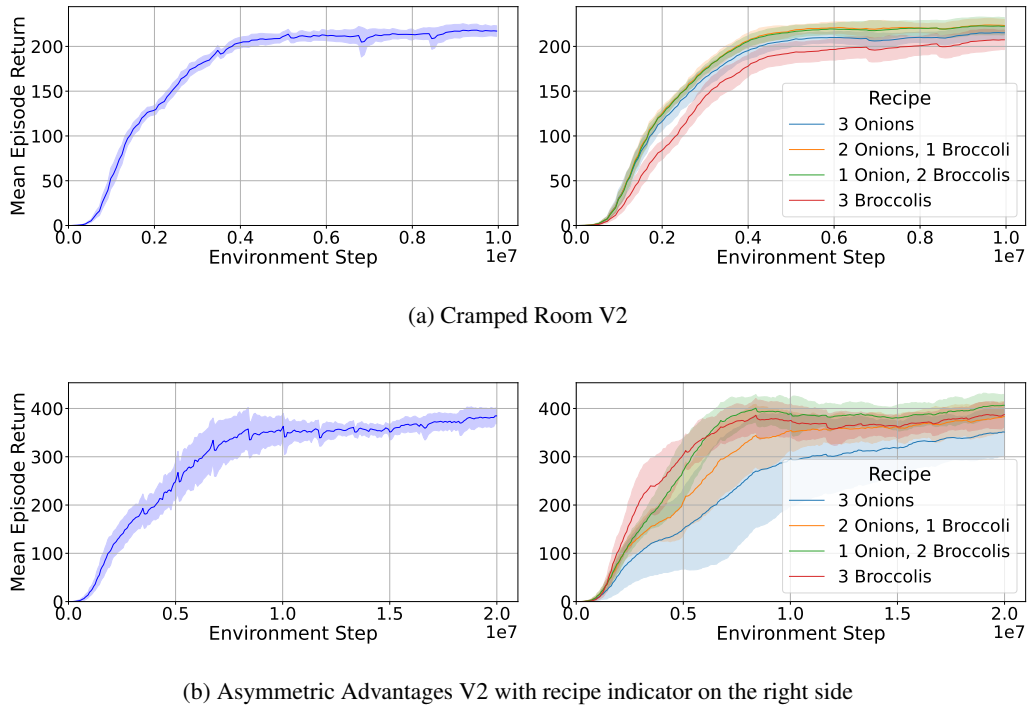 Mean Episode Return
200
150
100
50
0
0.0 0.2 0.4 0.6 0.8 1.0
Environment Step
1e7
200
150
100
50
0
Recipe
3 Onions
2 Onions, 1 Broccoli
1 Onion, 2 Broccolis
3 Broccolis
0.0 0.2 0.4 0.6 0.8 1.0
Environment Step
1e7
(a) Cramped Room V2
Mean Episode Return
400
300
200
100
0
0.0 0.5 1.0 1.5 2.0
Environment Step
1e7
400
300
200
100
0
Recipe
3 Onions
2 Onions, 1 Broccoli
1 Onion, 2 Broccolis
3 Broccolis
0.0 0.5 1.0 1.5 2.0
Environment Step
1e7
(b) Asymmetric Advantages V2 with recipe indicator on the right side